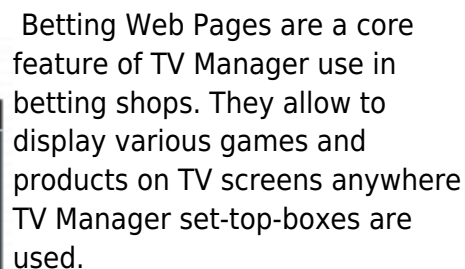 Betting Web Pages are a core
feature of TV Manager use in
betting shops. They allow to
display various games and
products on TV screens anywhere
TV Manager set-top-boxes are
used.